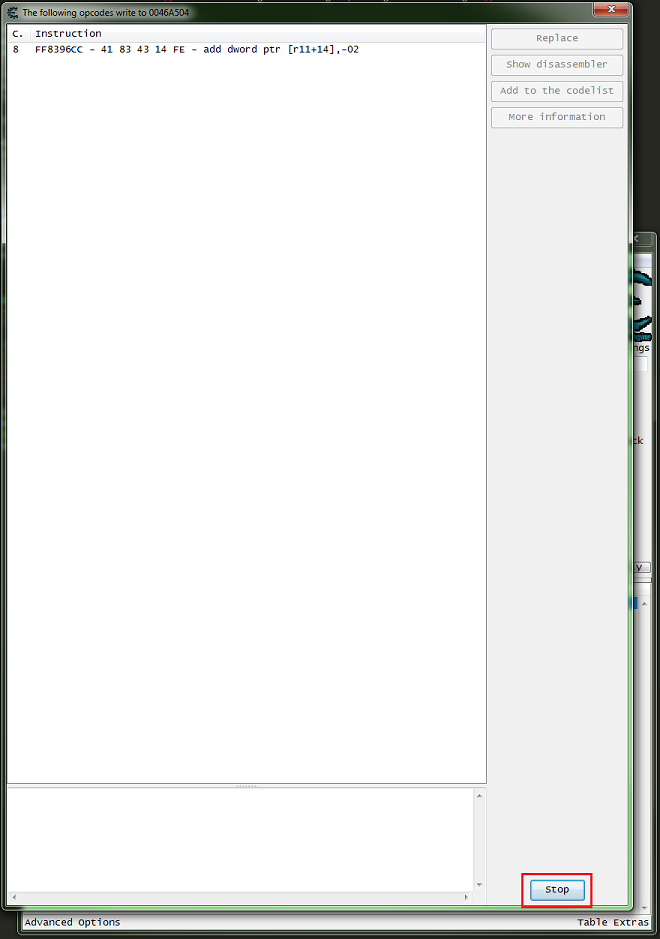 The following opcodes write to 0046A504
C. Instruction
8 FF8396CC - 41 83 43 14 FE - add dword ptr [r11+14],-02
Replace
Show disassembler
Add to the codelist
More information
ngs
ck
y
Stop
Advanced Options
Table Extras